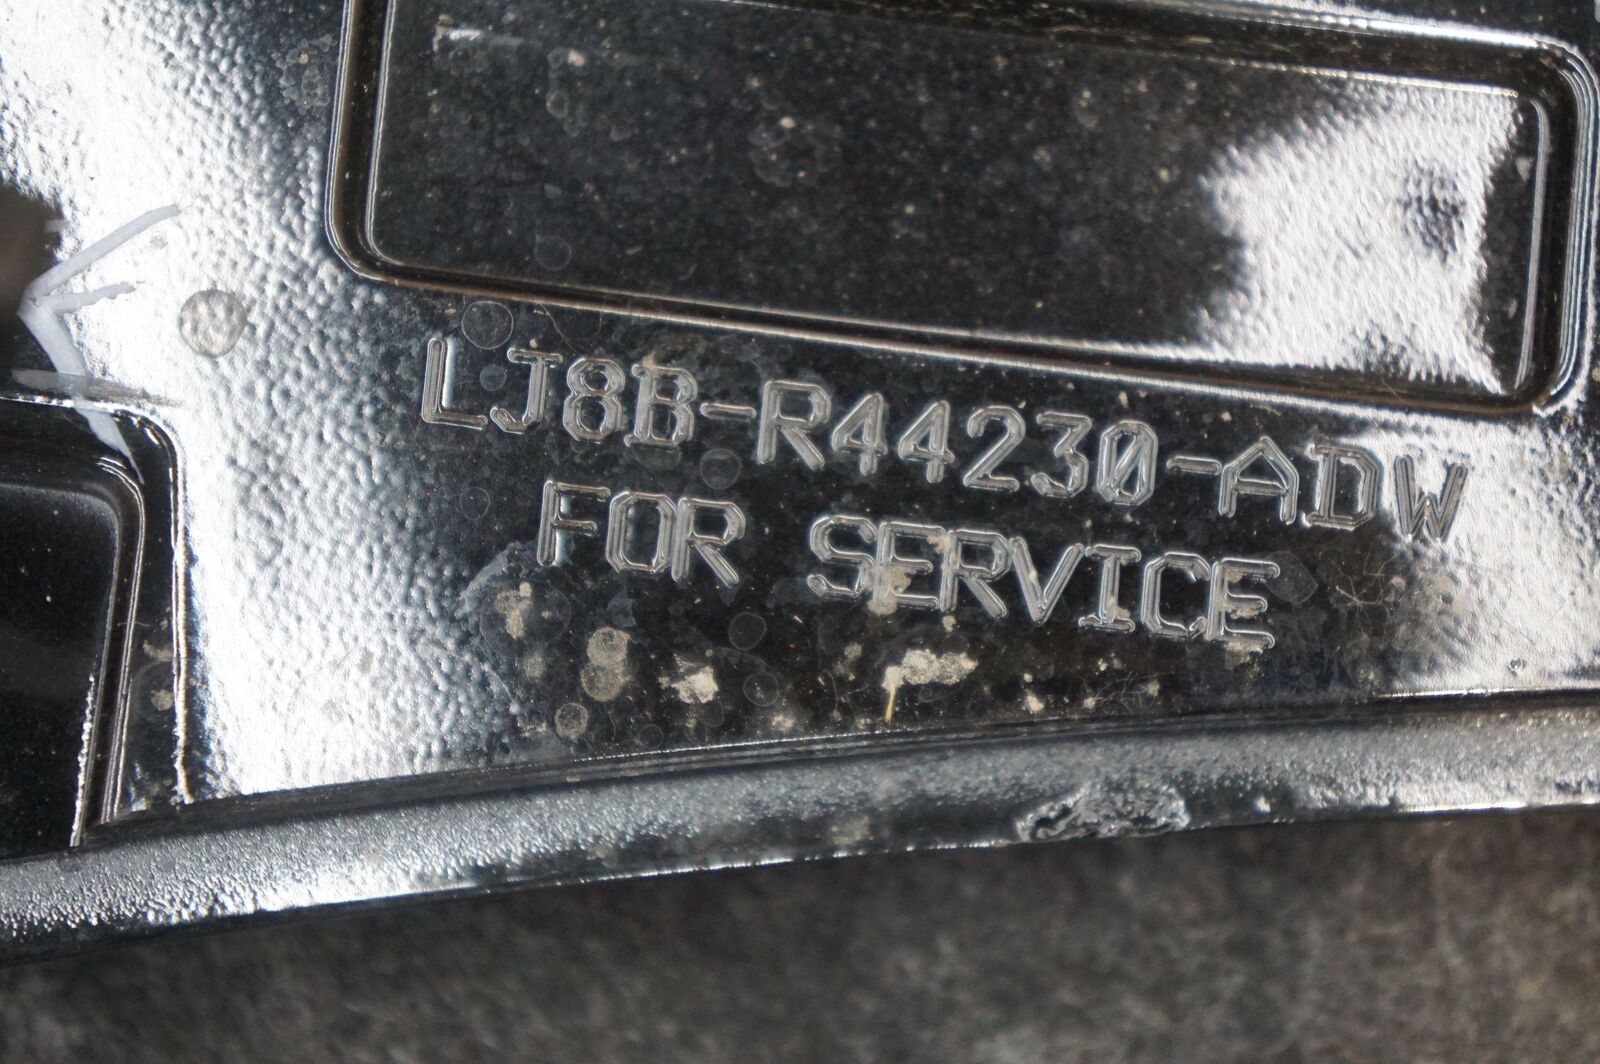 LJ8B-R44230-ADW
FOR SERVICE